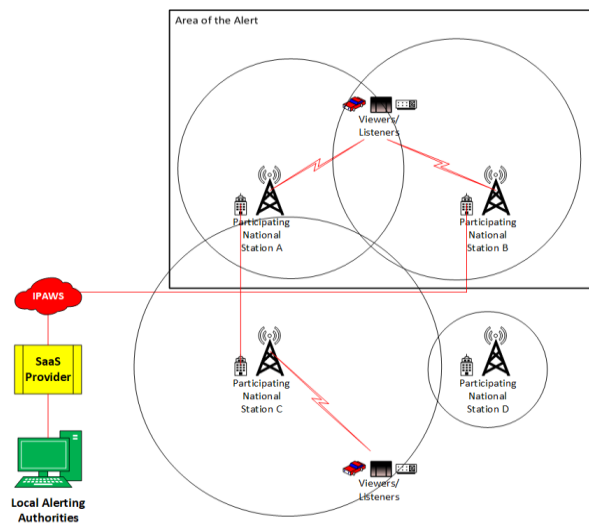 Area of the Alert
Viewers/
Listeners
Participating
National
Station A
Participating
National
Station B
IPAWS
SaaS
Provider
Participating
National
Station C
Participating
National
Station D
Viewers/
Listeners
Local Alerting
Authorities